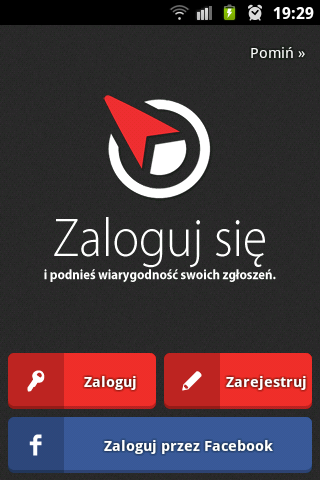 19:29
Pomiń »
Zaloguj się
i podnieś wiarygodność swoich zgłoszeń.
Zaloguj
Zarejestruj
f
Zaloguj przez Facebook